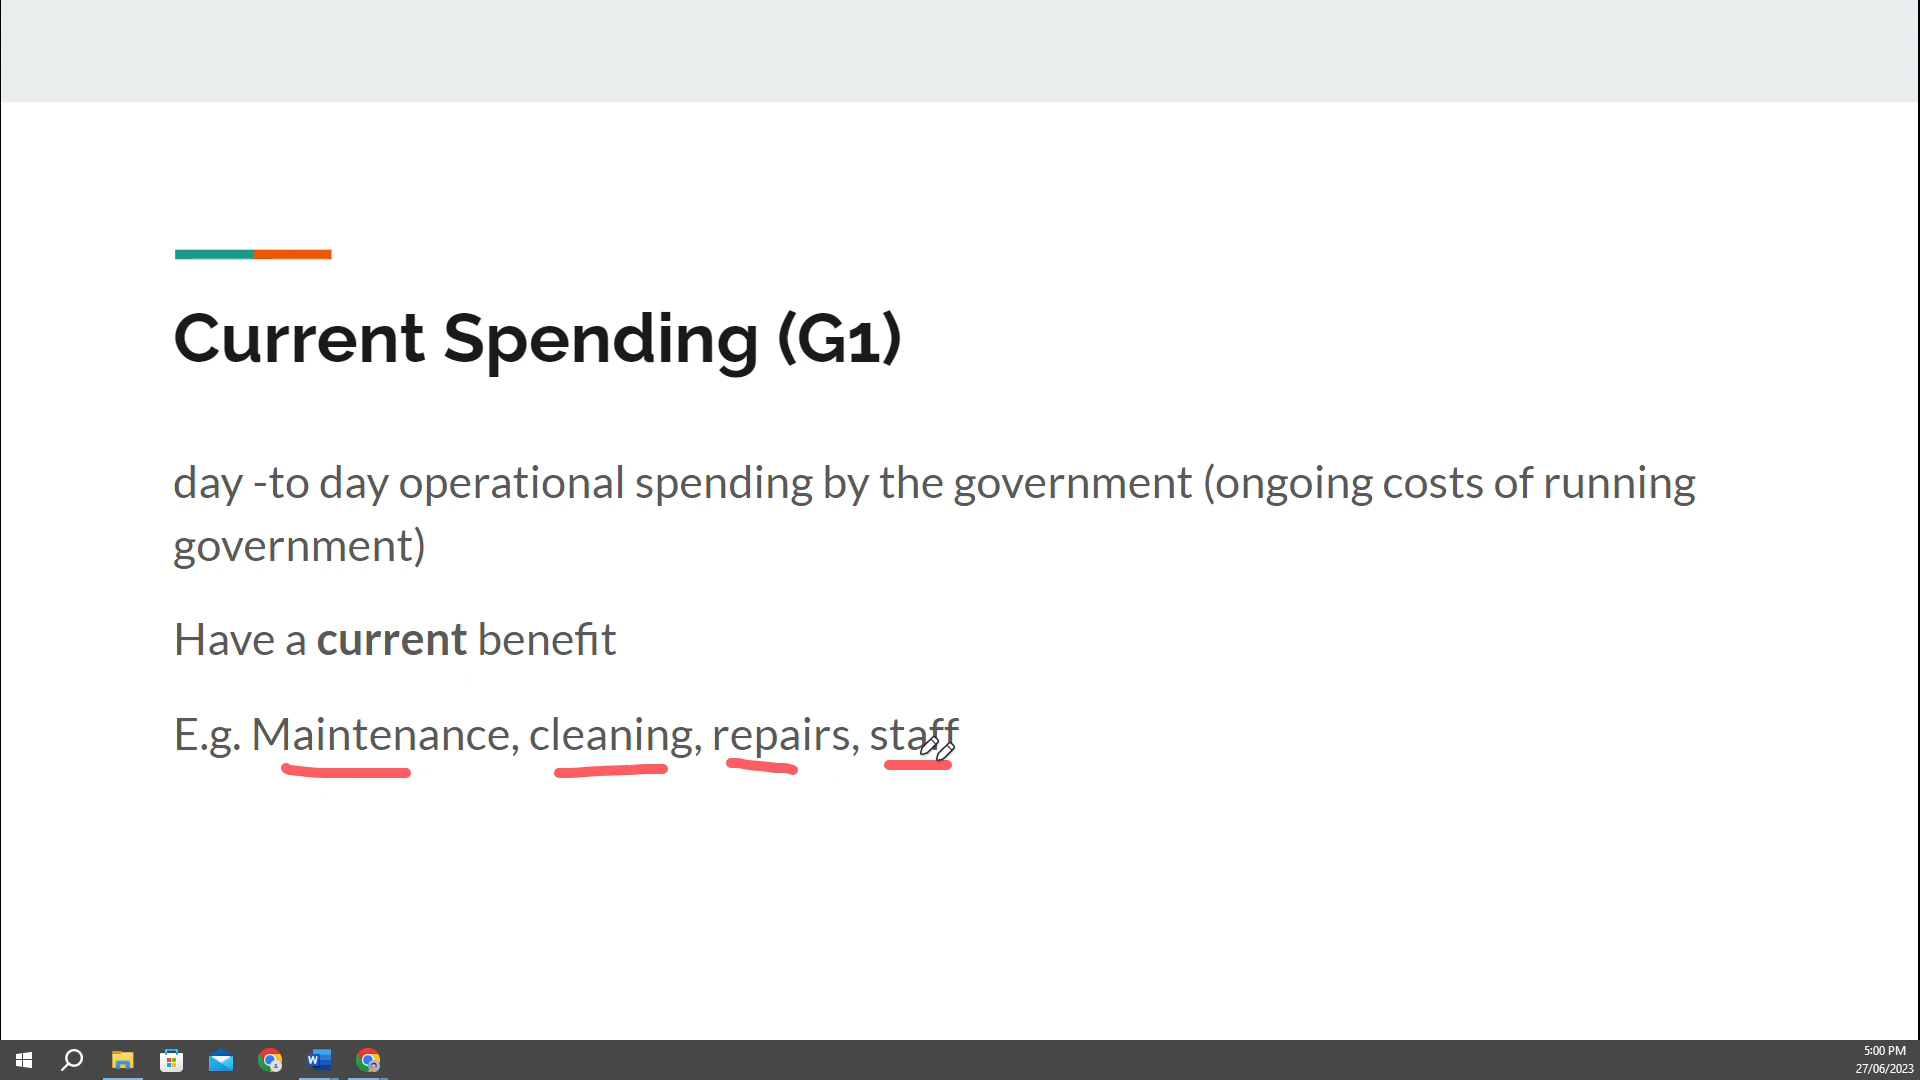 Current Spending (G1)
day -to day operational spending by the government (ongoing costs of running
government)
Have a current benefit
E.g. Maintenance, cleaning, repairs, staff
5:00 PM
27/06/2023